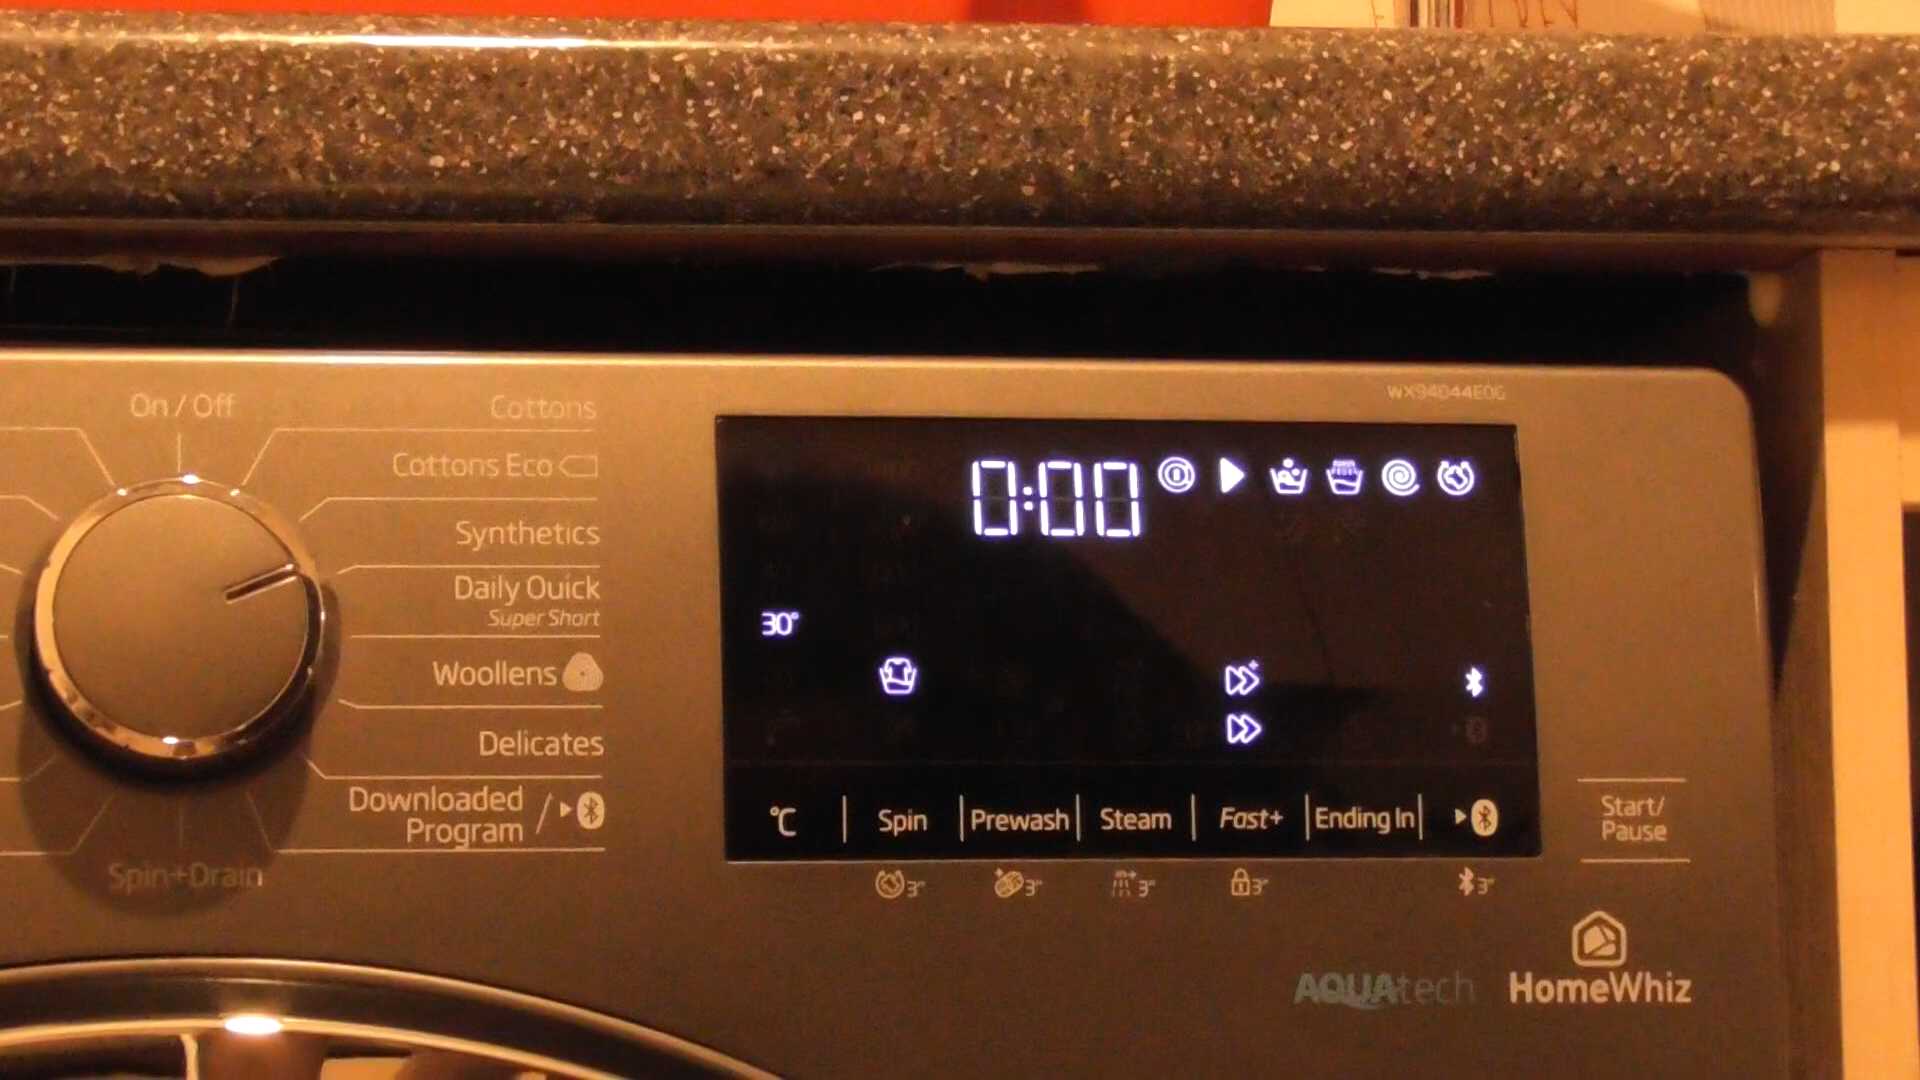 WX94044E0G
On / Off
Cottons
Cottons Eco
Synthetics
Daily Quick
Super Short
Woollens
Delicates
Downloaded
Program
Spin+Drain
0:00
30°
°C
Spin
Prewash
Steam
Fast+
Ending In
Start/
Pause
3"
3"
3"
3"
3"
AQUAtech
HomeWhiz